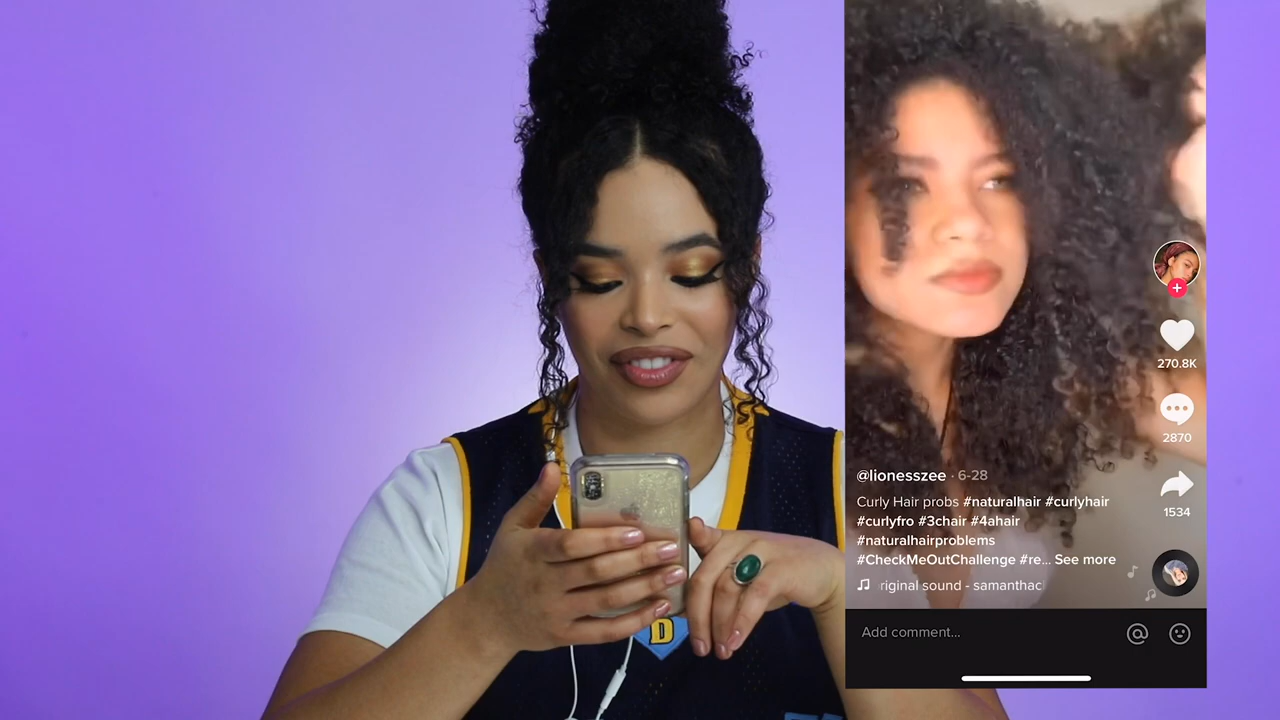 270.8K
2870
1534
@lionesszee · 6-28
Curly Hair probs #naturalhair #curlyhair
#curlyfro #3chair #4ahair
#naturalhairproblems
#CheckMeOutChallenge #re... See more
riginal sound - samanthac
Add comment...
D